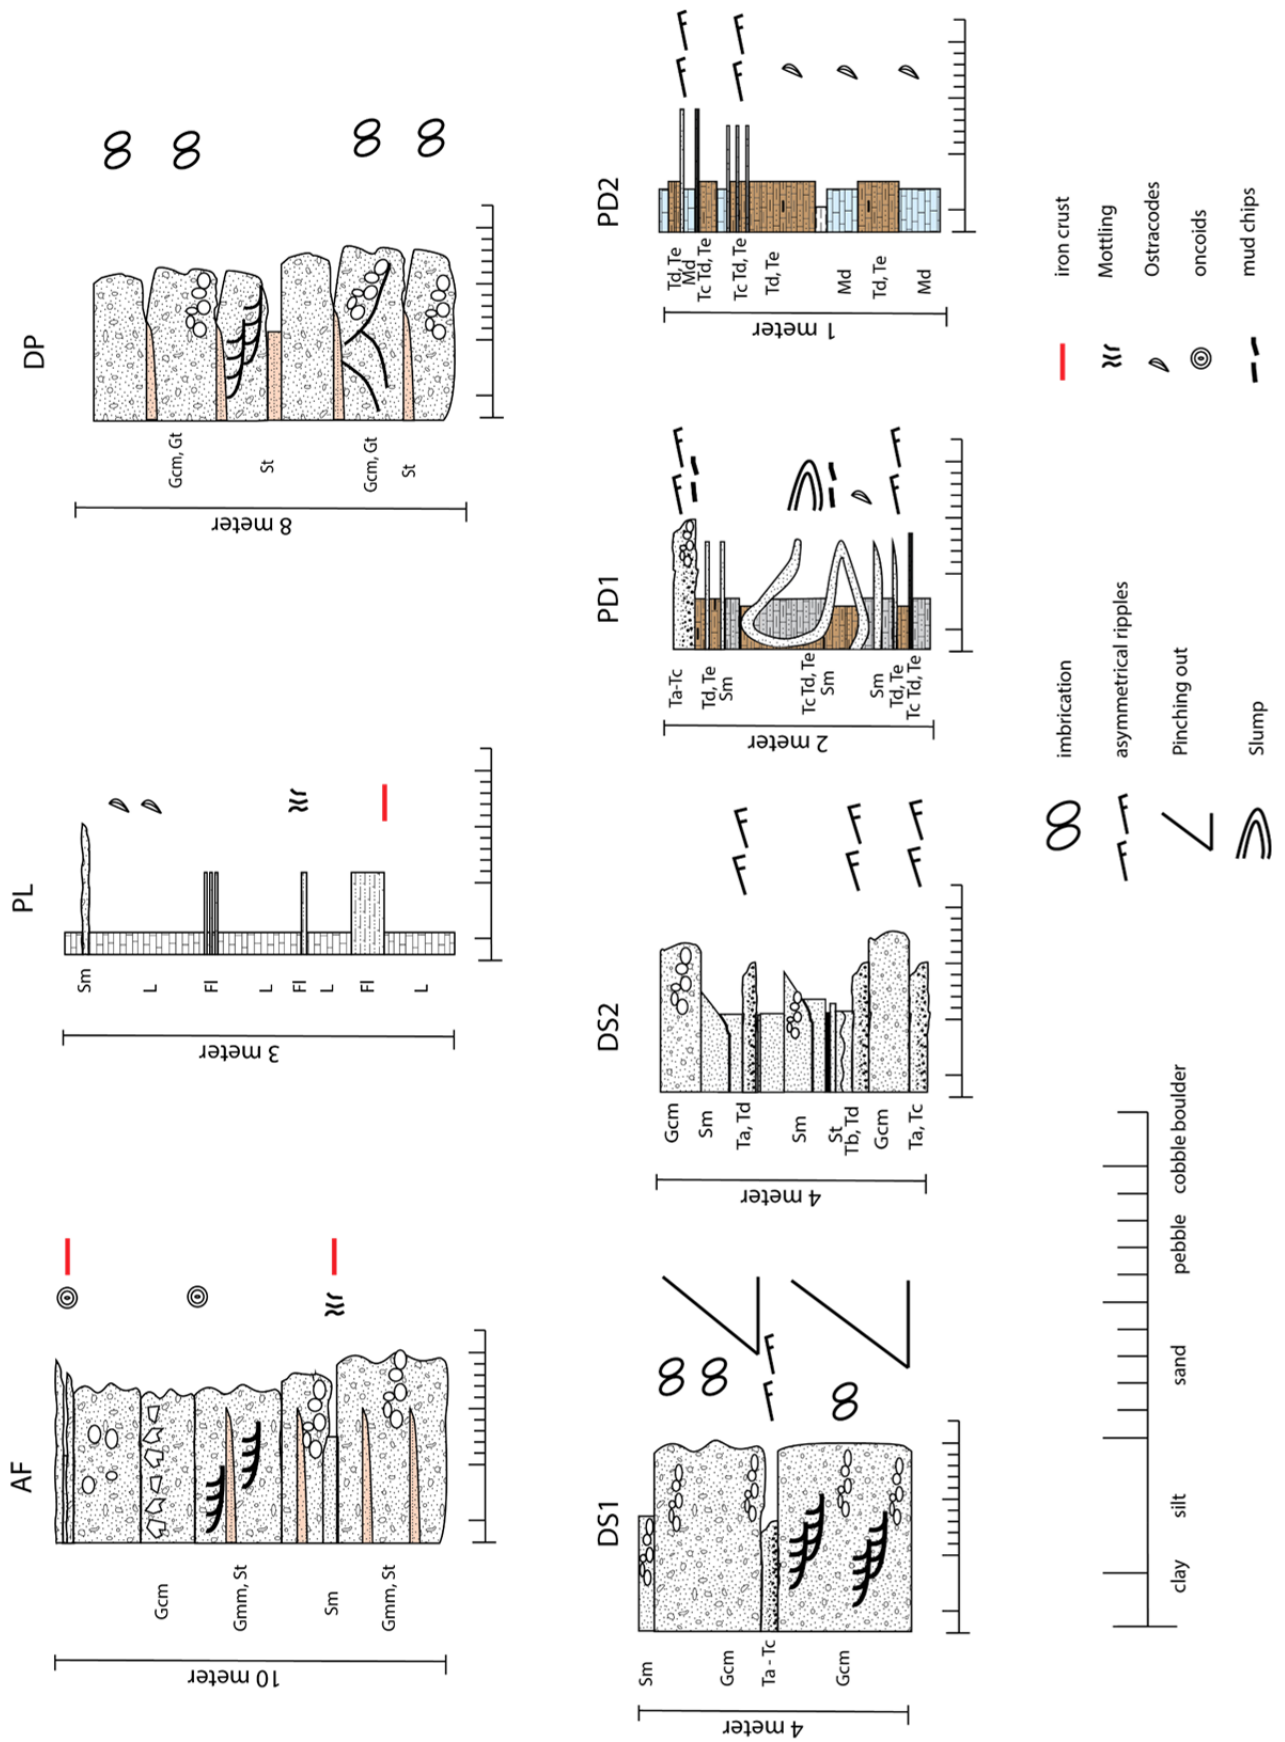 AF
10 meter
Gcm
Gmm, St
Sm
Gmm, St
PL
3 meter
Sm
L
Fl
L
Fl
L
Fl
L
DP
8 meter
Gcm, Gt
St
Gcm, Gt
St
DS1
4 meter
Sm
Gcm
Ta - Tc
Gcm
DS2
4 meter
Gcm
Sm
Ta, Td
Sm
St
Tb, Td
Gcm
Ta, Tc
PD1
2 meter
Ta-Tc
Td, Te
Sm
Tc Td, Te
Sm
Sm
Td, Te
Tc Td, Te
PD2
1 meter
Td, Te
Md
Tc Td, Te
Tc Td, Te
Td, Te
Md
Td, Te
Md
clay silt sand pebble cobble boulder
imbrication
asymmetrical ripples
Pinching out
Slump
iron crust
Mottling
Ostracodes
oncoids
mud chips